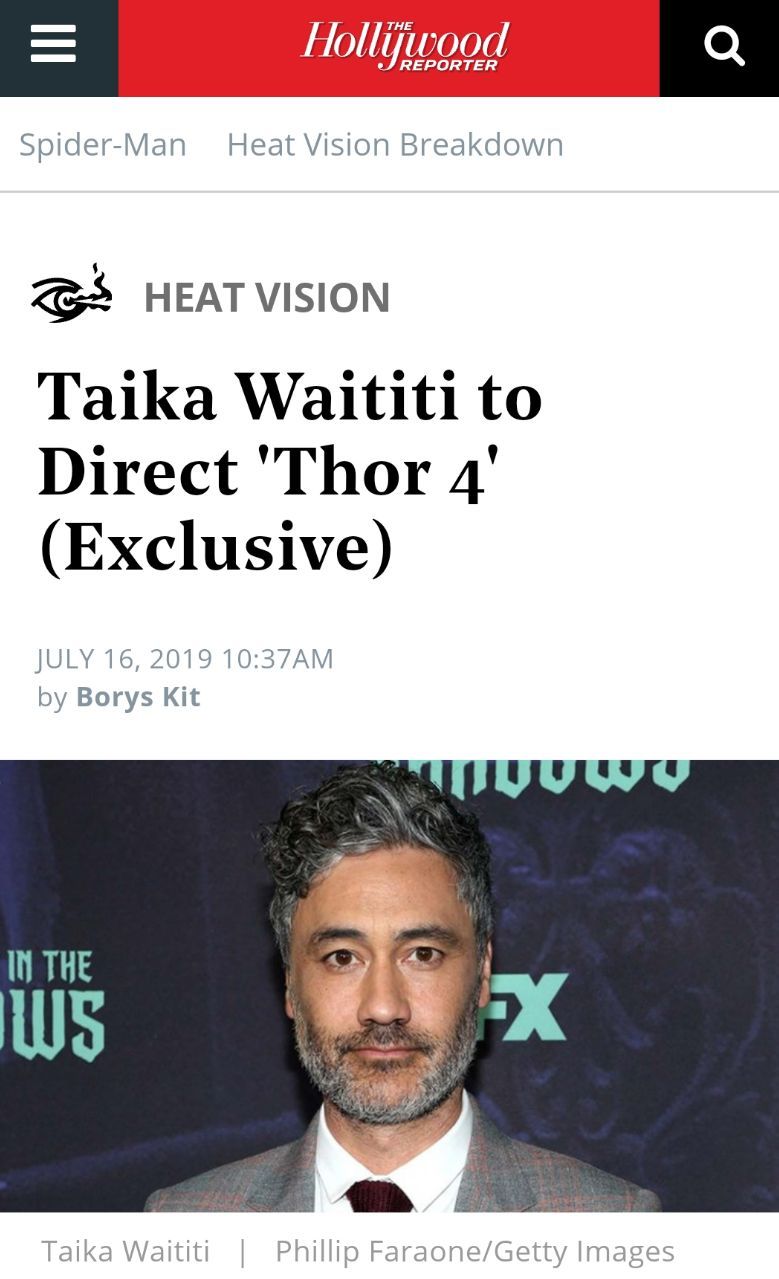 THE
Hollywood
REPORTER
Spider-Man Heat Vision Breakdown
HEAT VISION
Taika Waititi to
Direct 'Thor 4'
(Exclusive)
JULY 16, 2019 10:37AM
by Borys Kit
IN THE
FX
Taika Waititi | Phillip Faraone/Getty Images